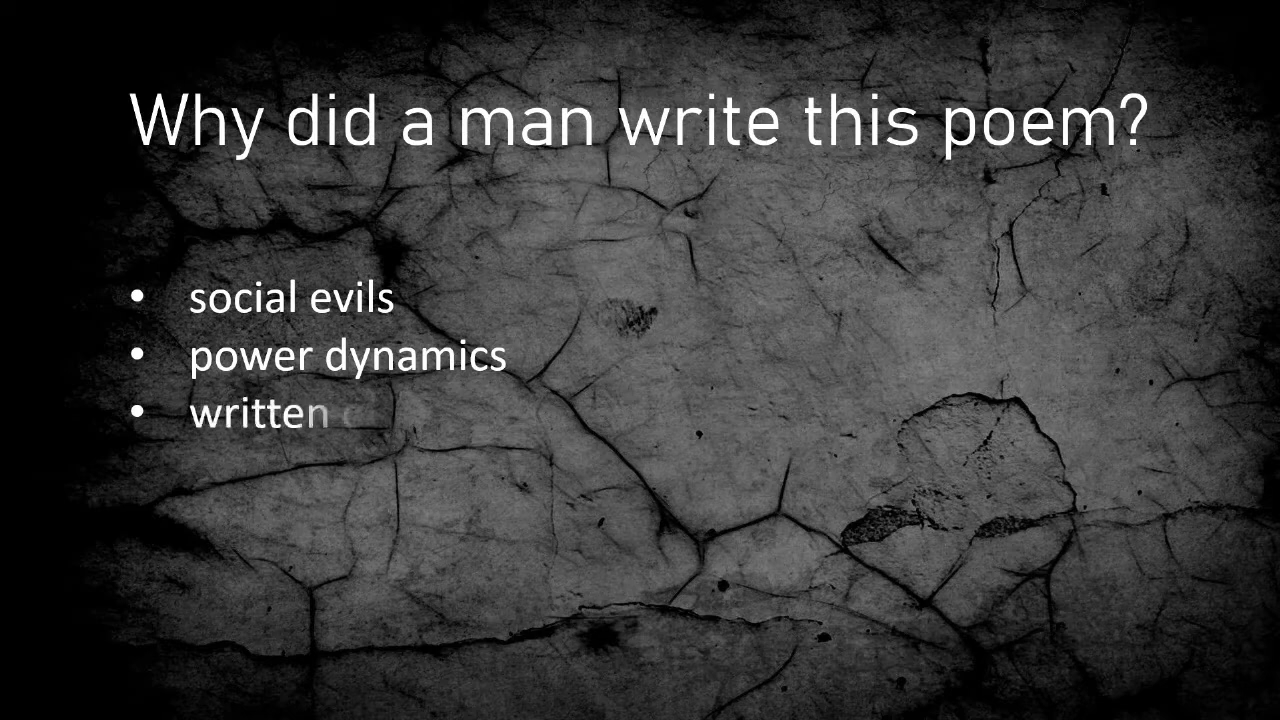 Why did a man write this poem?
• social evils
• power dynamics
• written